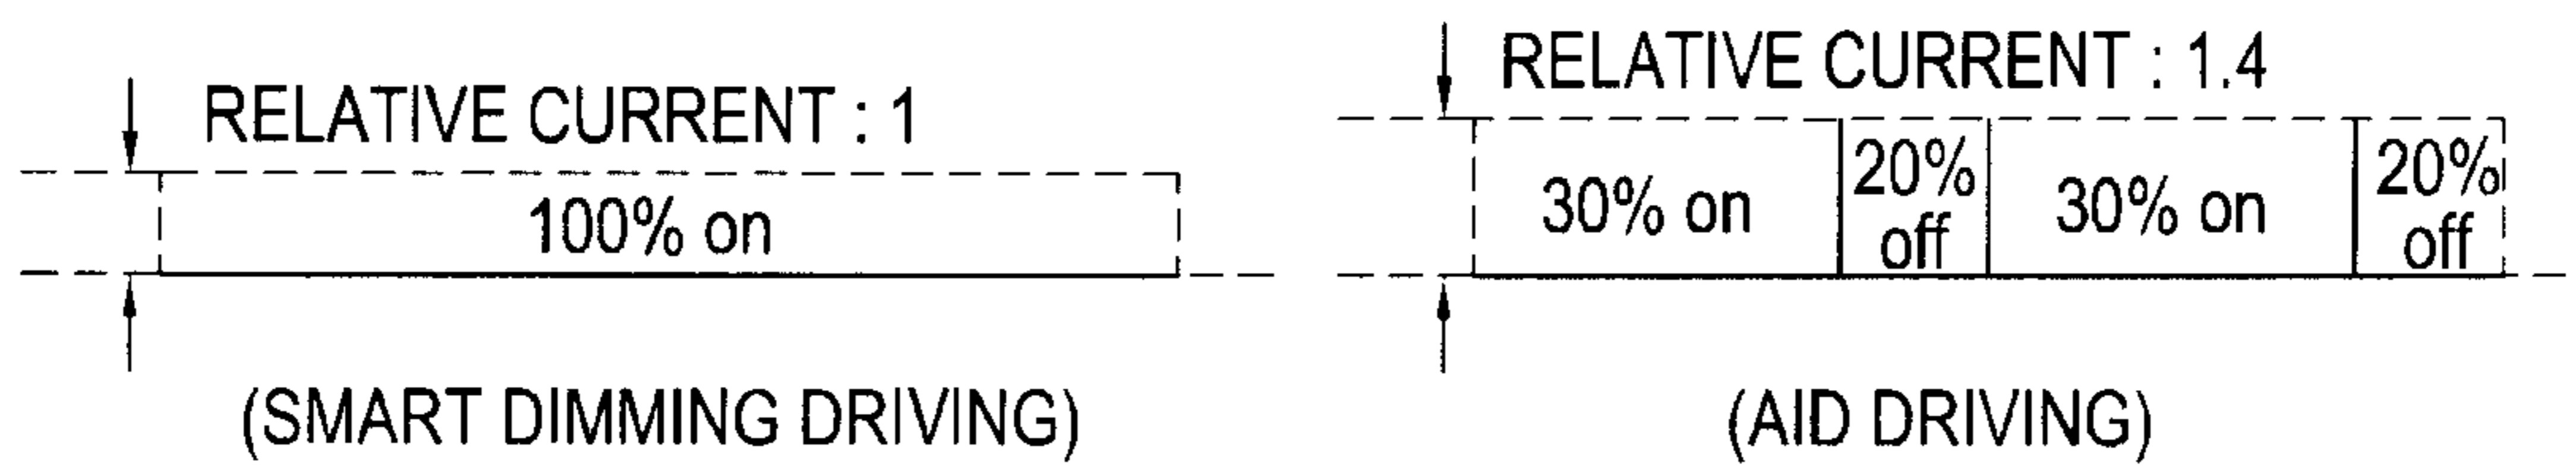 RELATIVE CURRENT : 1
100% on
(SMART DIMMING DRIVING)
RELATIVE CURRENT : 1.4
30% on
20%
off
30% on
20%
off
(AID DRIVING)